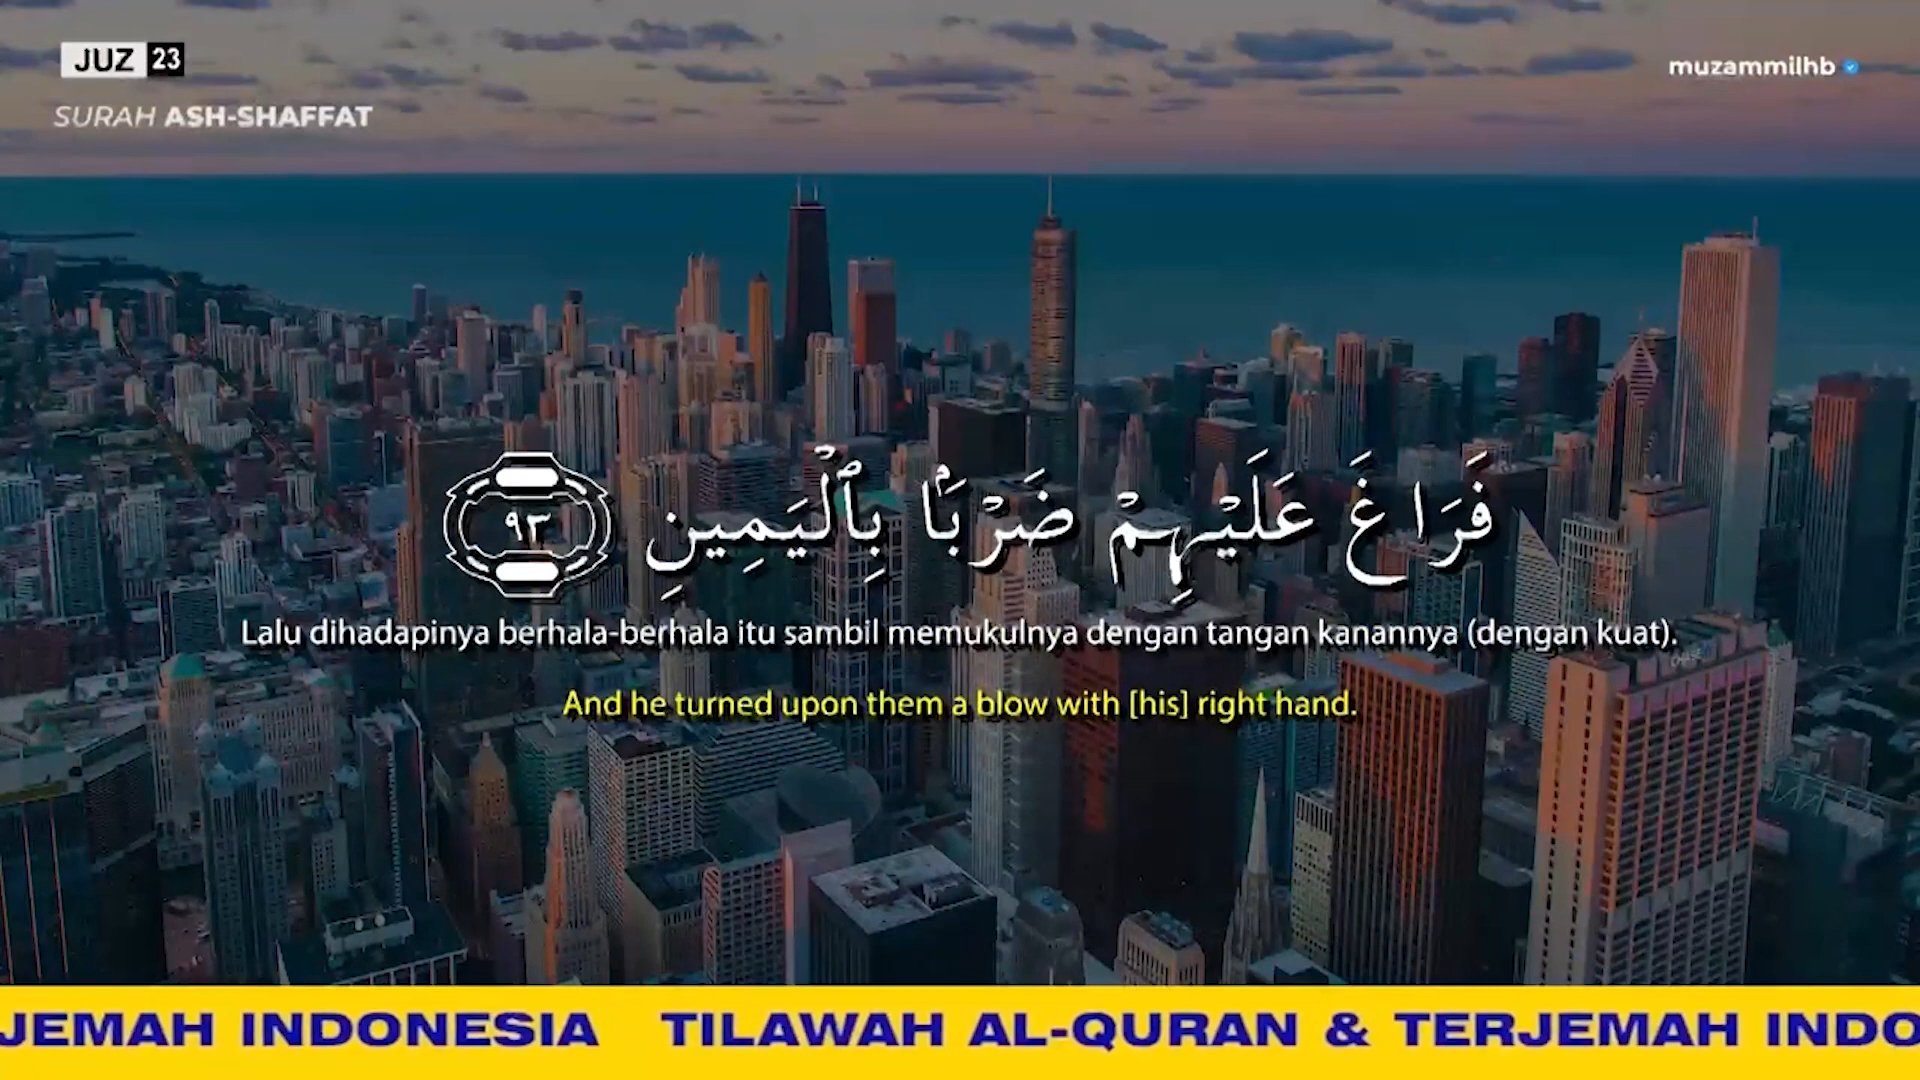 JUZ 23
muzammilhb
SURAH ASH-SHAFFAT
فَرَاغَ عَلَيْهِمْ ضَرْبًۢا بِٱلْيَمِينِ ٩٣
Lalu dihadapinya berhala-berhala itu sambil memukulnya dengan tangan kanannya (dengan kuat).
And he turned upon them a blow with [his] right hand.
JEMAH INDONESIA TILAWAH AL-QURAN & TERJEMAH INDO